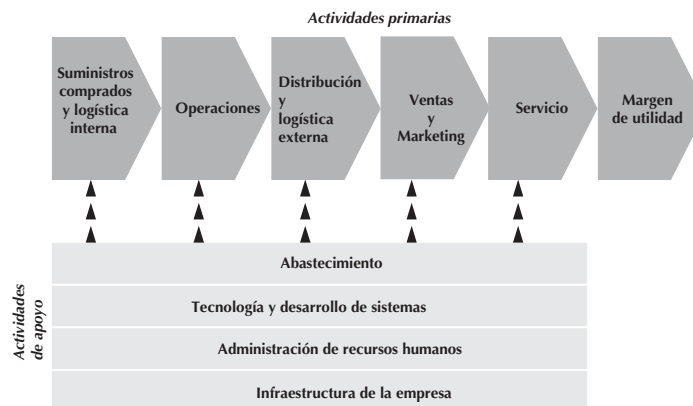 Actividades primarias
Suministros
comprados
y logística
interna
Operaciones
Distribución
y
logística
externa
Ventas
y
Marketing
Servicio
Margen
de utilidad
Actividades
de apoyo
Abastecimiento
Tecnología y desarrollo de sistemas
Administración de recursos humanos
Infraestructura de la empresa